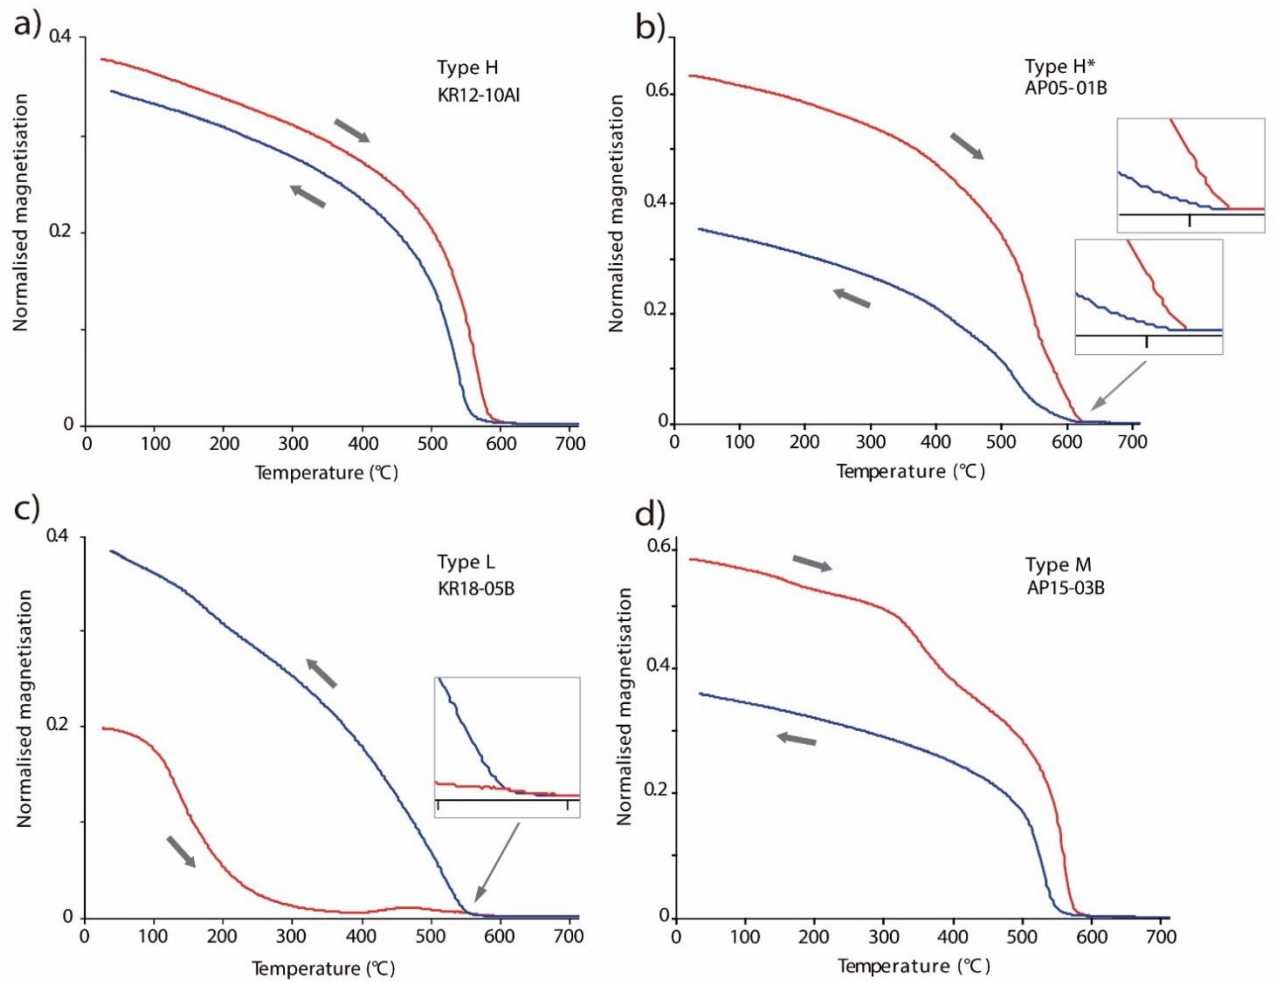 a)
0.4
Type H
KR12-10AI
Normalised magnetisation
0.2
0
0 100 200 300 400 500 600 700
Temperature (℃)
b)
Type H*
AP05-01B
0.6
Normalised magnetisation
0.4
0.2
0
0 100 200 300 400 500 600 700
Temperature (℃)
c)
0.4
Type L
KR18-05B
Normalised magnetisation
0.2
0
0 100 200 300 400 500 600 700
Temperature (℃)
d)
0.6
Type M
AP15-03B
Normalised magnetisation
0.4
0.2
0
0 100 200 300 400 500 600 700
Temperature (℃)